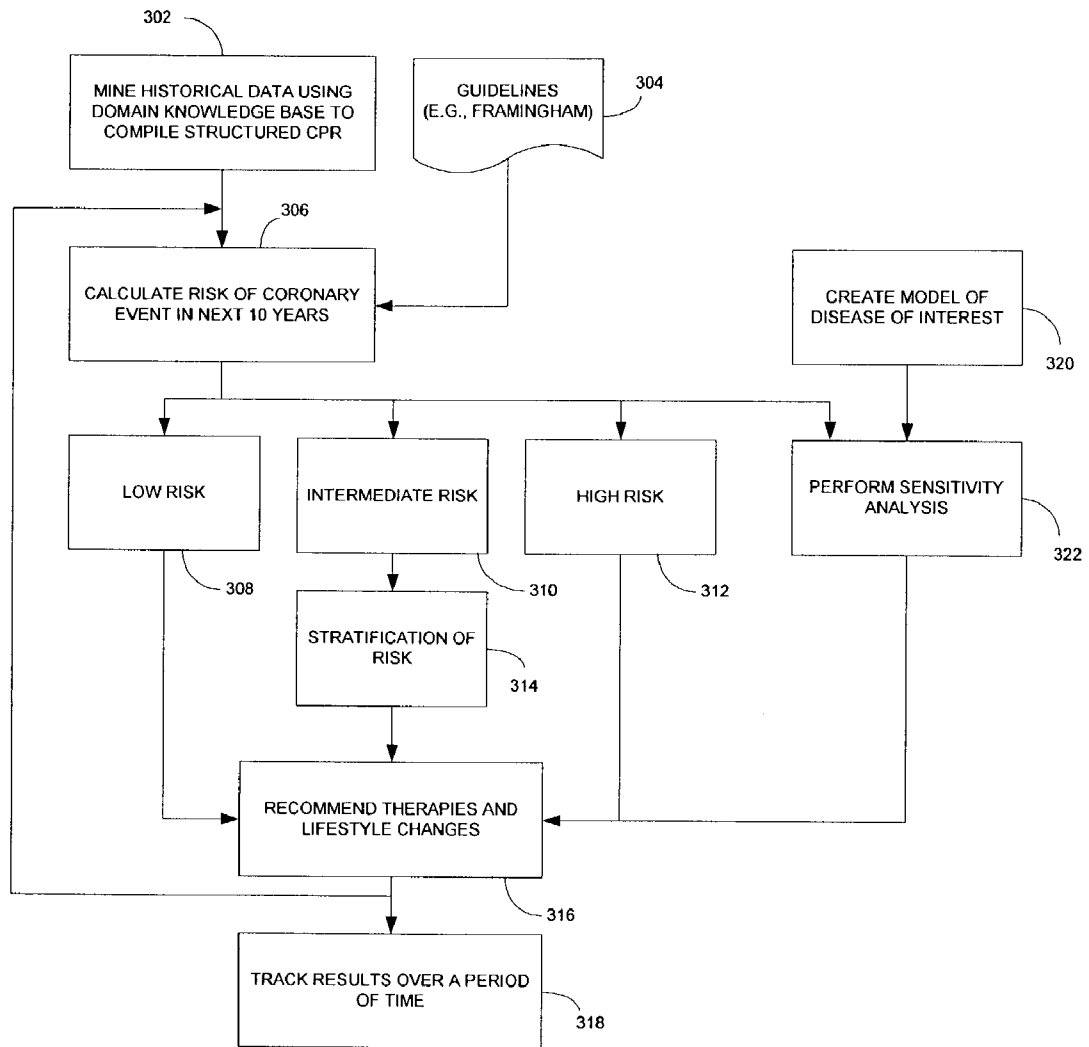 302
MINE HISTORICAL DATA USING
DOMAIN KNOWLEDGE BASE TO
COMPILE STRUCTURED CPR
GUIDELINES
(E.G., FRAMINGHAM)
304
306
CALCULATE RISK OF CORONARY
EVENT IN NEXT 10 YEARS
CREATE MODEL OF
DISEASE OF INTEREST
320
LOW RISK
308
INTERMEDIATE RISK
310
HIGH RISK
312
PERFORM SENSITIVITY
ANALYSIS
322
STRATIFICATION OF
RISK
314
RECOMMEND THERAPIES AND
LIFESTYLE CHANGES
316
TRACK RESULTS OVER A PERIOD
OF TIME
318